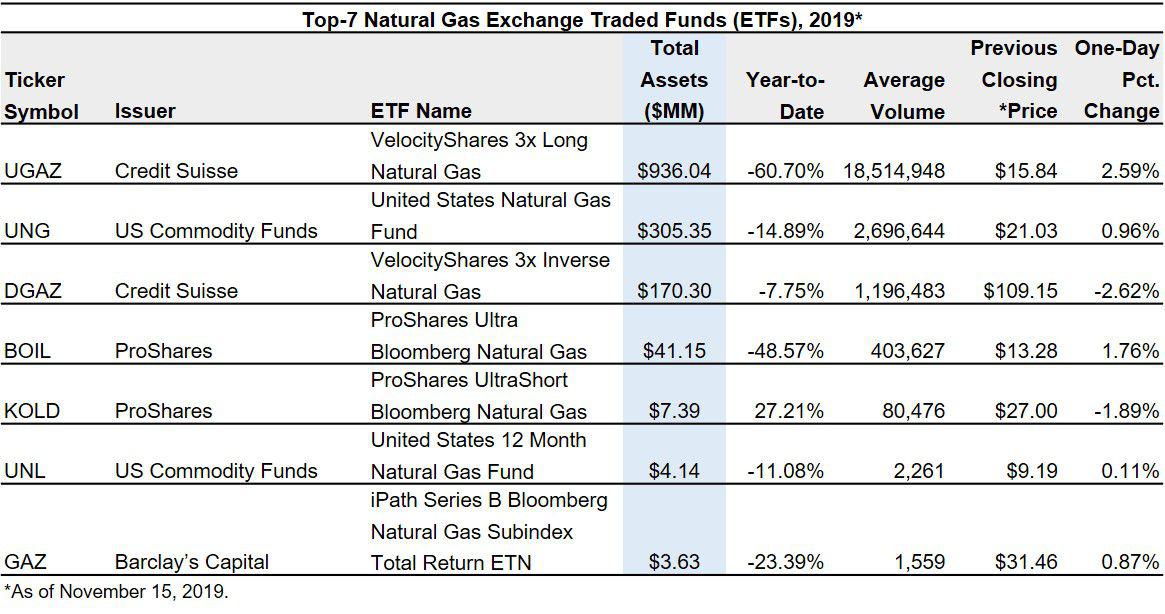 Top-7 Natural Gas Exchange Traded Funds (ETFs), 2019*
Total Previous One-Day
Ticker Assets Year-to- Average Closing Pct.
Symbol Issuer ETF Name ($MM) Date Volume *Price Change
VelocityShares 3x Long
UGAZ Credit Suisse Natural Gas $936.04 -60.70% 18,514,948 $15.84 2.59%
United States Natural Gas
UNG US Commodity Funds Fund $305.35 -14.89% 2,696,644 $21.03 0.96%
VelocityShares 3x Inverse
DGAZ Credit Suisse Natural Gas $170.30 -7.75% 1,196,483 $109.15 -2.62%
ProShares Ultra
BOIL ProShares Bloomberg Natural Gas $41.15 -48.57% 403,627 $13.28 1.76%
ProShares UltraShort
KOLD ProShares Bloomberg Natural Gas $7.39 27.21% 80,476 $27.00 -1.89%
United States 12 Month
UNL US Commodity Funds Natural Gas Fund $4.14 -11.08% 2,261 $9.19 0.11%
iPath Series B Bloomberg
Natural Gas Subindex
GAZ Barclay’s Capital Total Return ETN $3.63 -23.39% 1,559 $31.46 0.87%
*As of November 15, 2019.